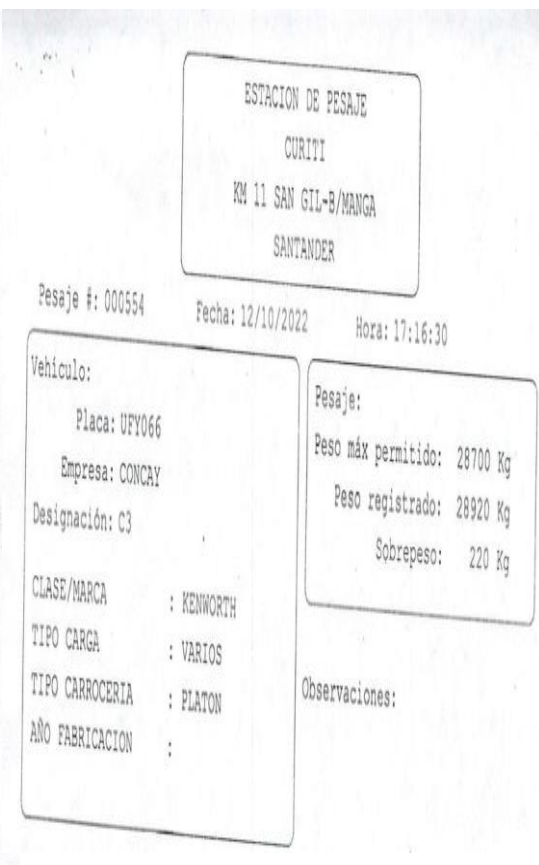 ESTACION DE PESAJE
CURITI
KM 11 SAN GIL-B/MANGA
SANTANDER
Pesaje #: 000554 Fecha: 12/10/2022 Hora: 17:16:30
Vehículo:
Placa: UFY066
Empresa: CONCAY
Designación: C3
CLASE/MARCA : KENWORTH
TIPO CARGA : VARIOS
TIPO CARROCERIA : PLATON
AÑO FABRICACION :
Pesaje:
Peso máx permitido: 28700 Kg
Peso registrado: 28920 Kg
Sobrepeso: 220 Kg
Observaciones: